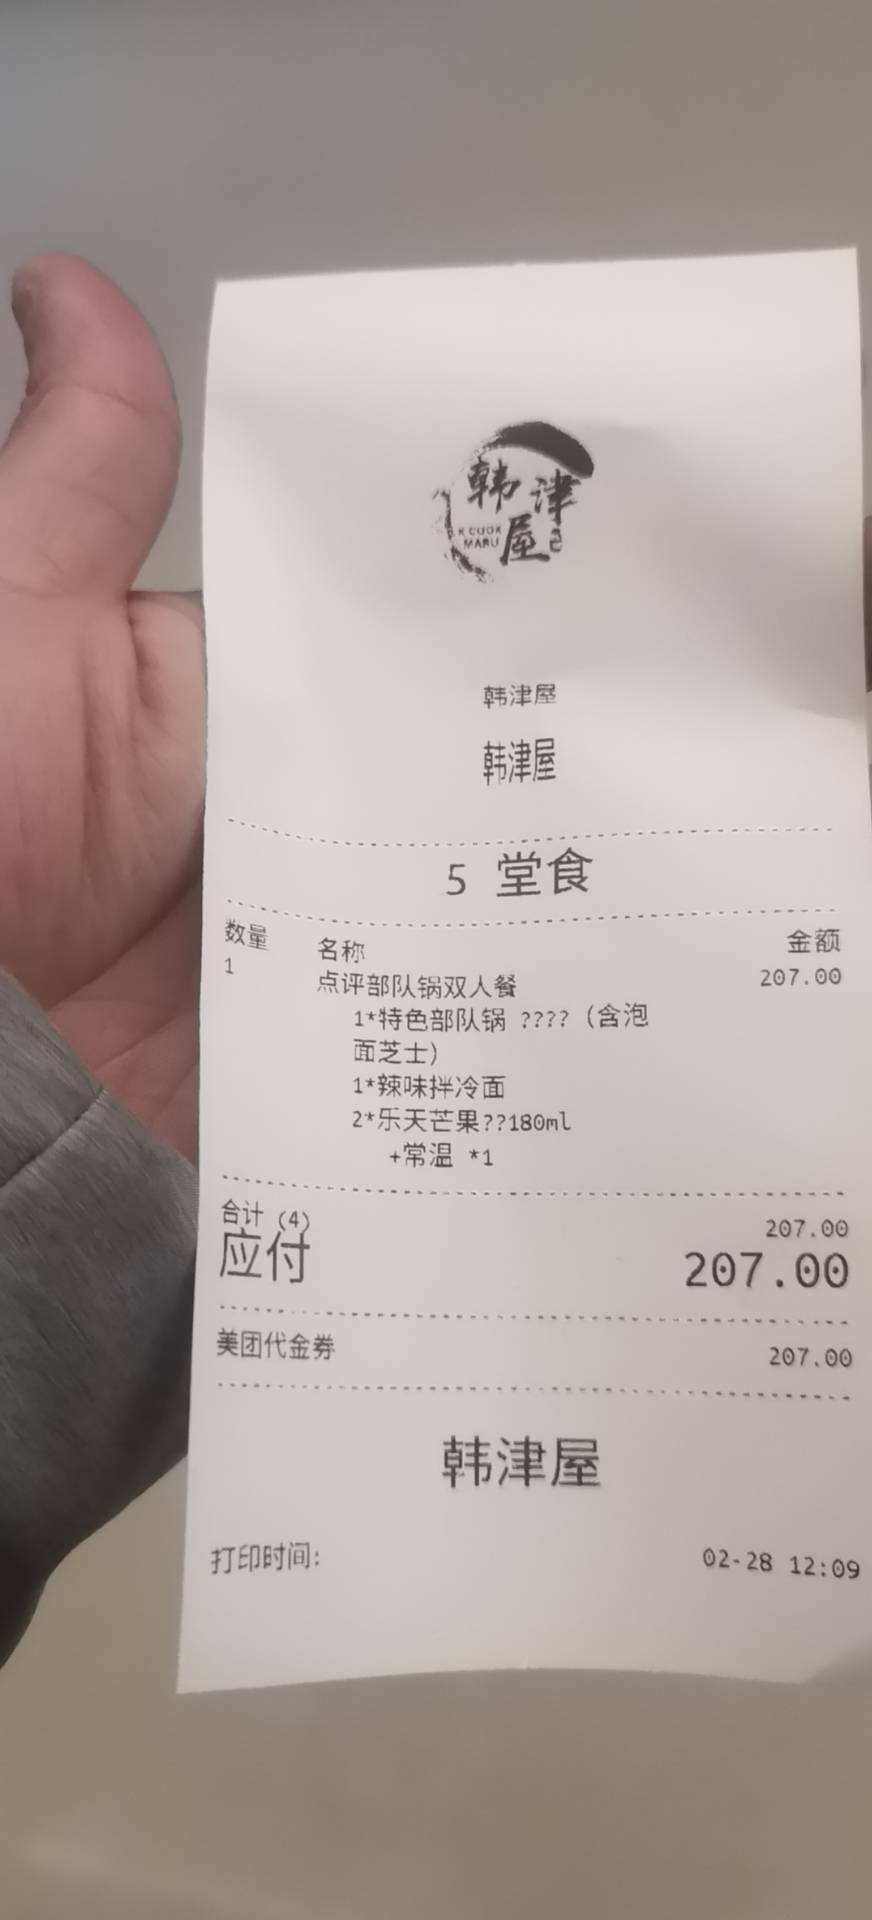 韩津
屋
K COOK
MARU
韩津屋
韩津屋
5 堂食
数量 名称 金额
1 点评部队锅双人餐 207.00
1*特色部队锅 ????（含泡
面芝士）
1*辣味拌冷面
2*乐天芒果??180ml
+常温 *1
合计 (4) 207.00
应付 207.00
美团代金券 207.00
韩津屋
打印时间: 02-28 12:09